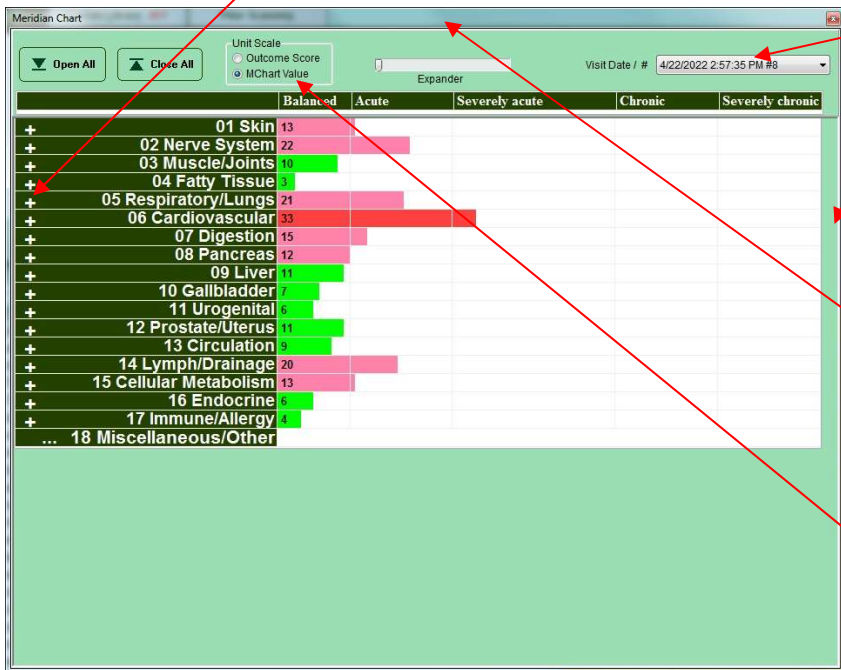 Meridian Chart
Open All
Close All
Unit Scale
Outcome Score
MChart Value
Expander
Visit Date / #
4/22/2022 2:57:35 PM #8
Balanced Acute Severely acute Chronic Severely chronic
+ 01 Skin 13
+ 02 Nerve System 22
+ 03 Muscle/Joints 10
+ 04 Fatty Tissue 3
+ 05 Respiratory/Lungs 21
+ 06 Cardiovascular 33
+ 07 Digestion 15
+ 08 Pancreas 12
+ 09 Liver 11
+ 10 Gallbladder 7
+ 11 Urogenital 6
+ 12 Prostate/Uterus 11
+ 13 Circulation 9
+ 14 Lymph/Drainage 20
+ 15 Cellular Metabolism 13
+ 16 Endocrine 6
+ 17 Immune/Allergy 4
... 18 Miscellaneous/Other